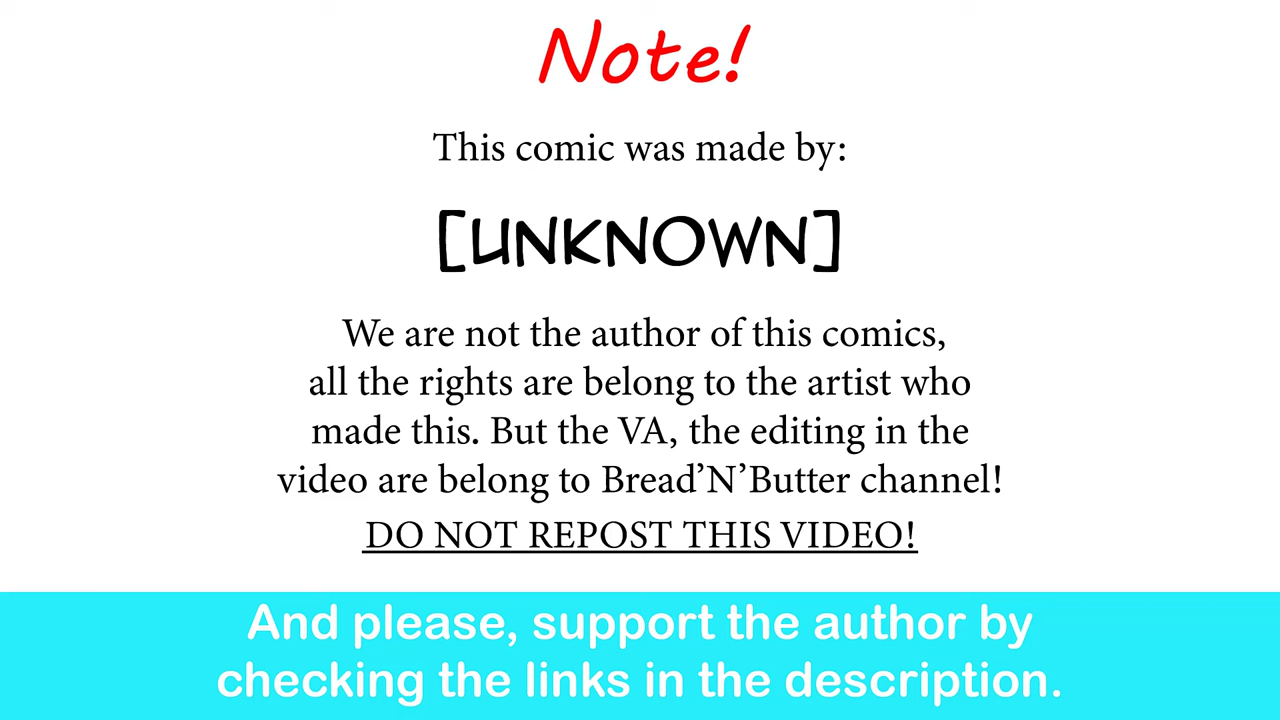 Note!
This comic was made by:
[UNKNOWN]
We are not the author of this comics,
all the rights are belong to the artist who
made this. But the VA, the editing in the
video are belong to Bread’N’Butter channel!
DO NOT REPOST THIS VIDEO!
And please, support the author by
checking the links in the description.